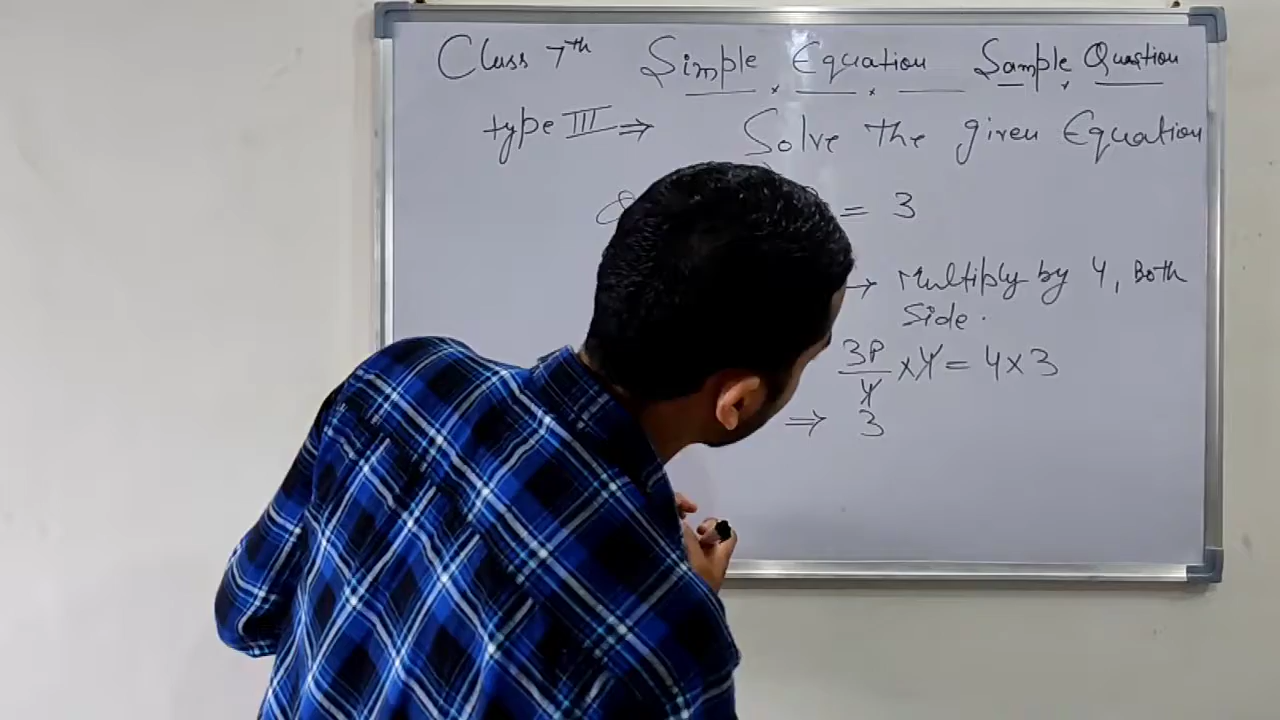 Class 7th Simple Equation Sample Question
type III ⇒ Solve the given Equation
= 3
→ Multiply by 4, Both
Side.
3P/4 × 4 = 4 × 3
⇒ 3